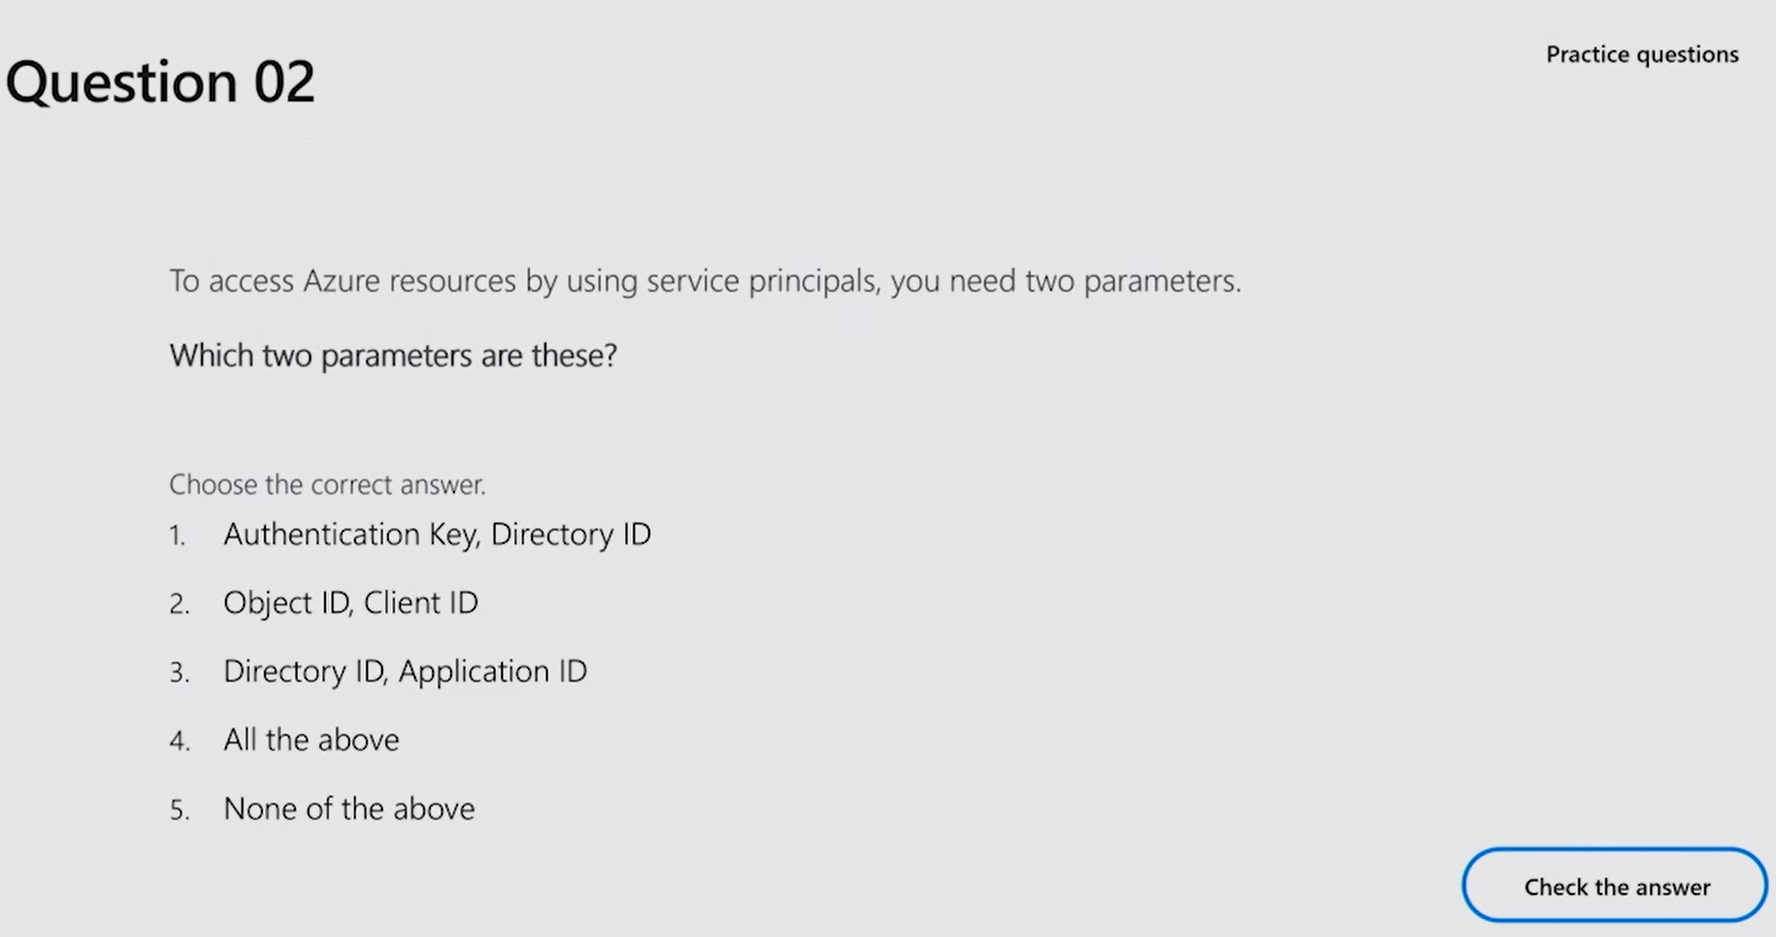 Practice questions
Question 02
To access Azure resources by using service principals, you need two parameters.
Which two parameters are these?
Choose the correct answer.
1. Authentication Key, Directory ID
2. Object ID, Client ID
3. Directory ID, Application ID
4. All the above
5. None of the above
Check the answer